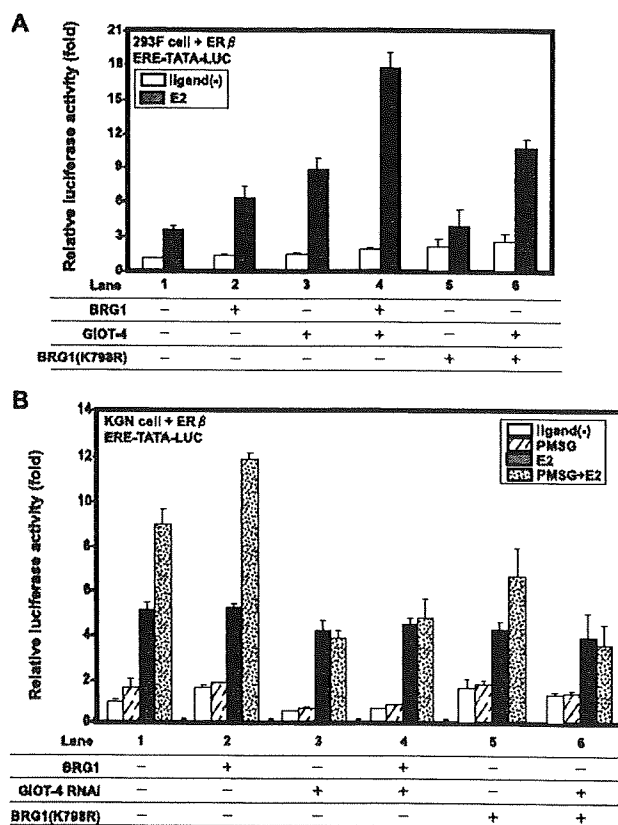 A
293F cell + ERβ
ERE-TATA-LUC
ligand(-)
E2
Relative luciferase activity (fold)
21
18
15
12
9
6
3
0
Lane 1 2 3 4 5 6
BRG1 − + − + − −
GIOT-4 − − + + − +
BRG1(K798R) − − − − + +
B
KGN cell + ERβ
ERE-TATA-LUC
ligand(-)
PMSG
E2
PMSG+E2
Relative luciferase activity (fold)
14
12
10
8
6
4
2
0
Lane 1 2 3 4 5 6
BRG1 − + − + − −
GIOT-4 RNAi − − + + − +
BRG1(K798R) − − − − + +